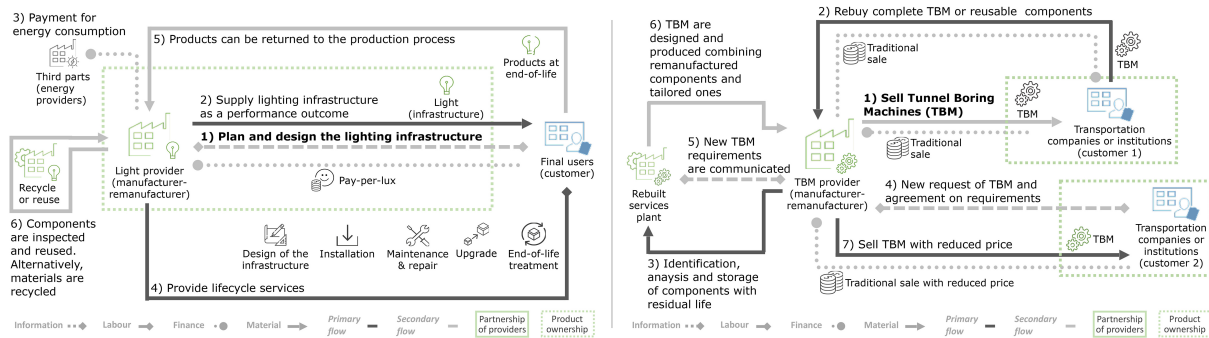 3) Payment for
energy consumption
Third parts
(energy
providers)
5) Products can be returned to the production process
Products at
end-of-life
2) Supply lighting infrastructure
as a performance outcome
Light
(infrastructure)
1) Plan and design the lighting infrastructure
Light provider
(manufacturer-
remanufacturer)
Final users
(customer)
Pay-per-lux
Recycle
or reuse
6) Components
are inspected
and reused.
Alternatively,
materials are
recycled
Design of the
infrastructure
Installation
Maintenance
& repair
Upgrade
End-of-life
treatment
4) Provide lifecycle services
Information
Labour
Finance
Material
Primary
flow
Secondary
flow
Partnership
of providers
Product
ownership
2) Rebuy complete TBM or reusable components
6) TBM are
designed and
produced combining
remanufactured
components and
tailored ones
Traditional
sale
TBM
1) Sell Tunnel Boring
Machines (TBM)
TBM
Traditional
sale
Transportation
companies or institutions
(customer 1)
5) New TBM
requirements
are communicated
Rebuilt
services
plant
TBM provider
(manufacturer-
remanufacturer)
4) New request of TBM and
agreement on requirements
Transportation
companies or
institutions
(customer 2)
7) Sell TBM with reduced price
TBM
3) Identification,
anaysis and storage
of components with
residual life
Traditional sale with reduced price
Information
Labour
Finance
Material
Primary
flow
Secondary
flow
Partnership
of providers
Product
ownership